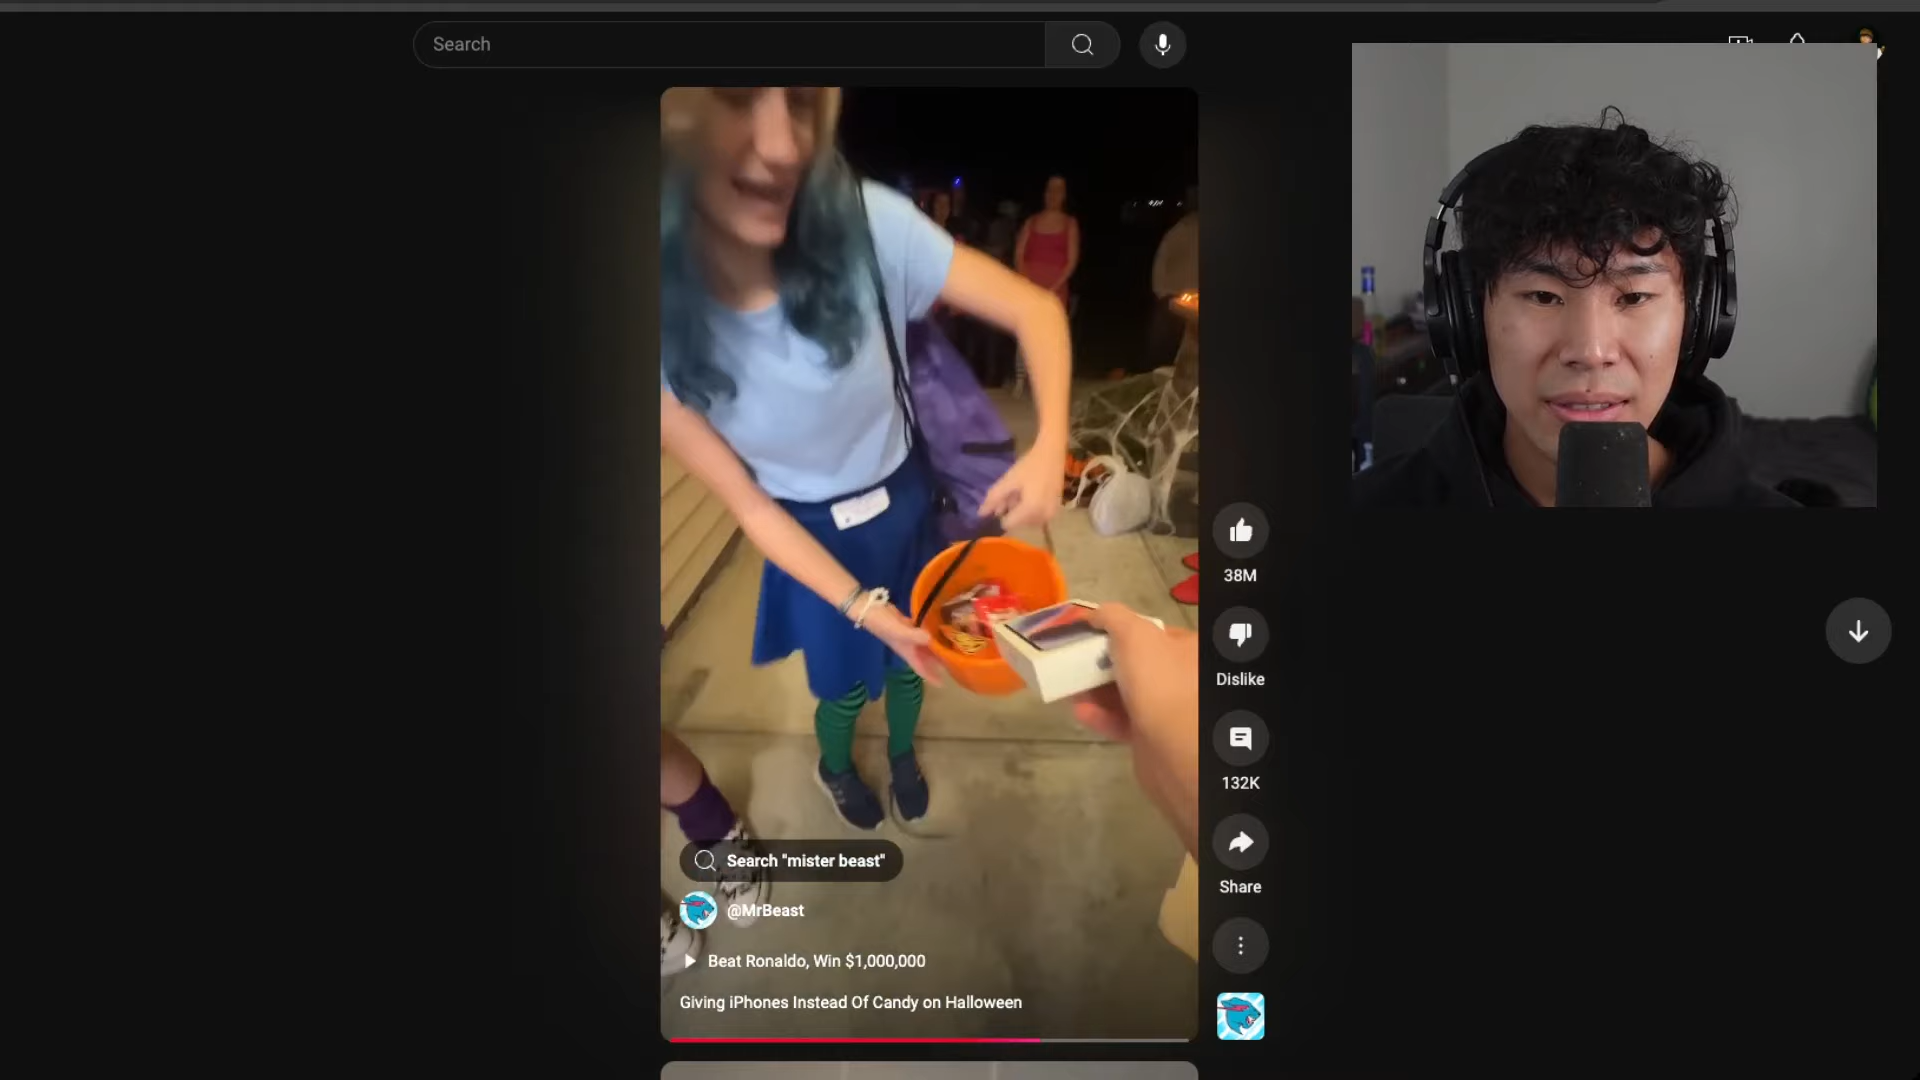 Search
38M
Dislike
132K
Share
Search "mister beast"
@MrBeast
Beat Ronaldo, Win $1,000,000
Giving iPhones Instead Of Candy on Halloween